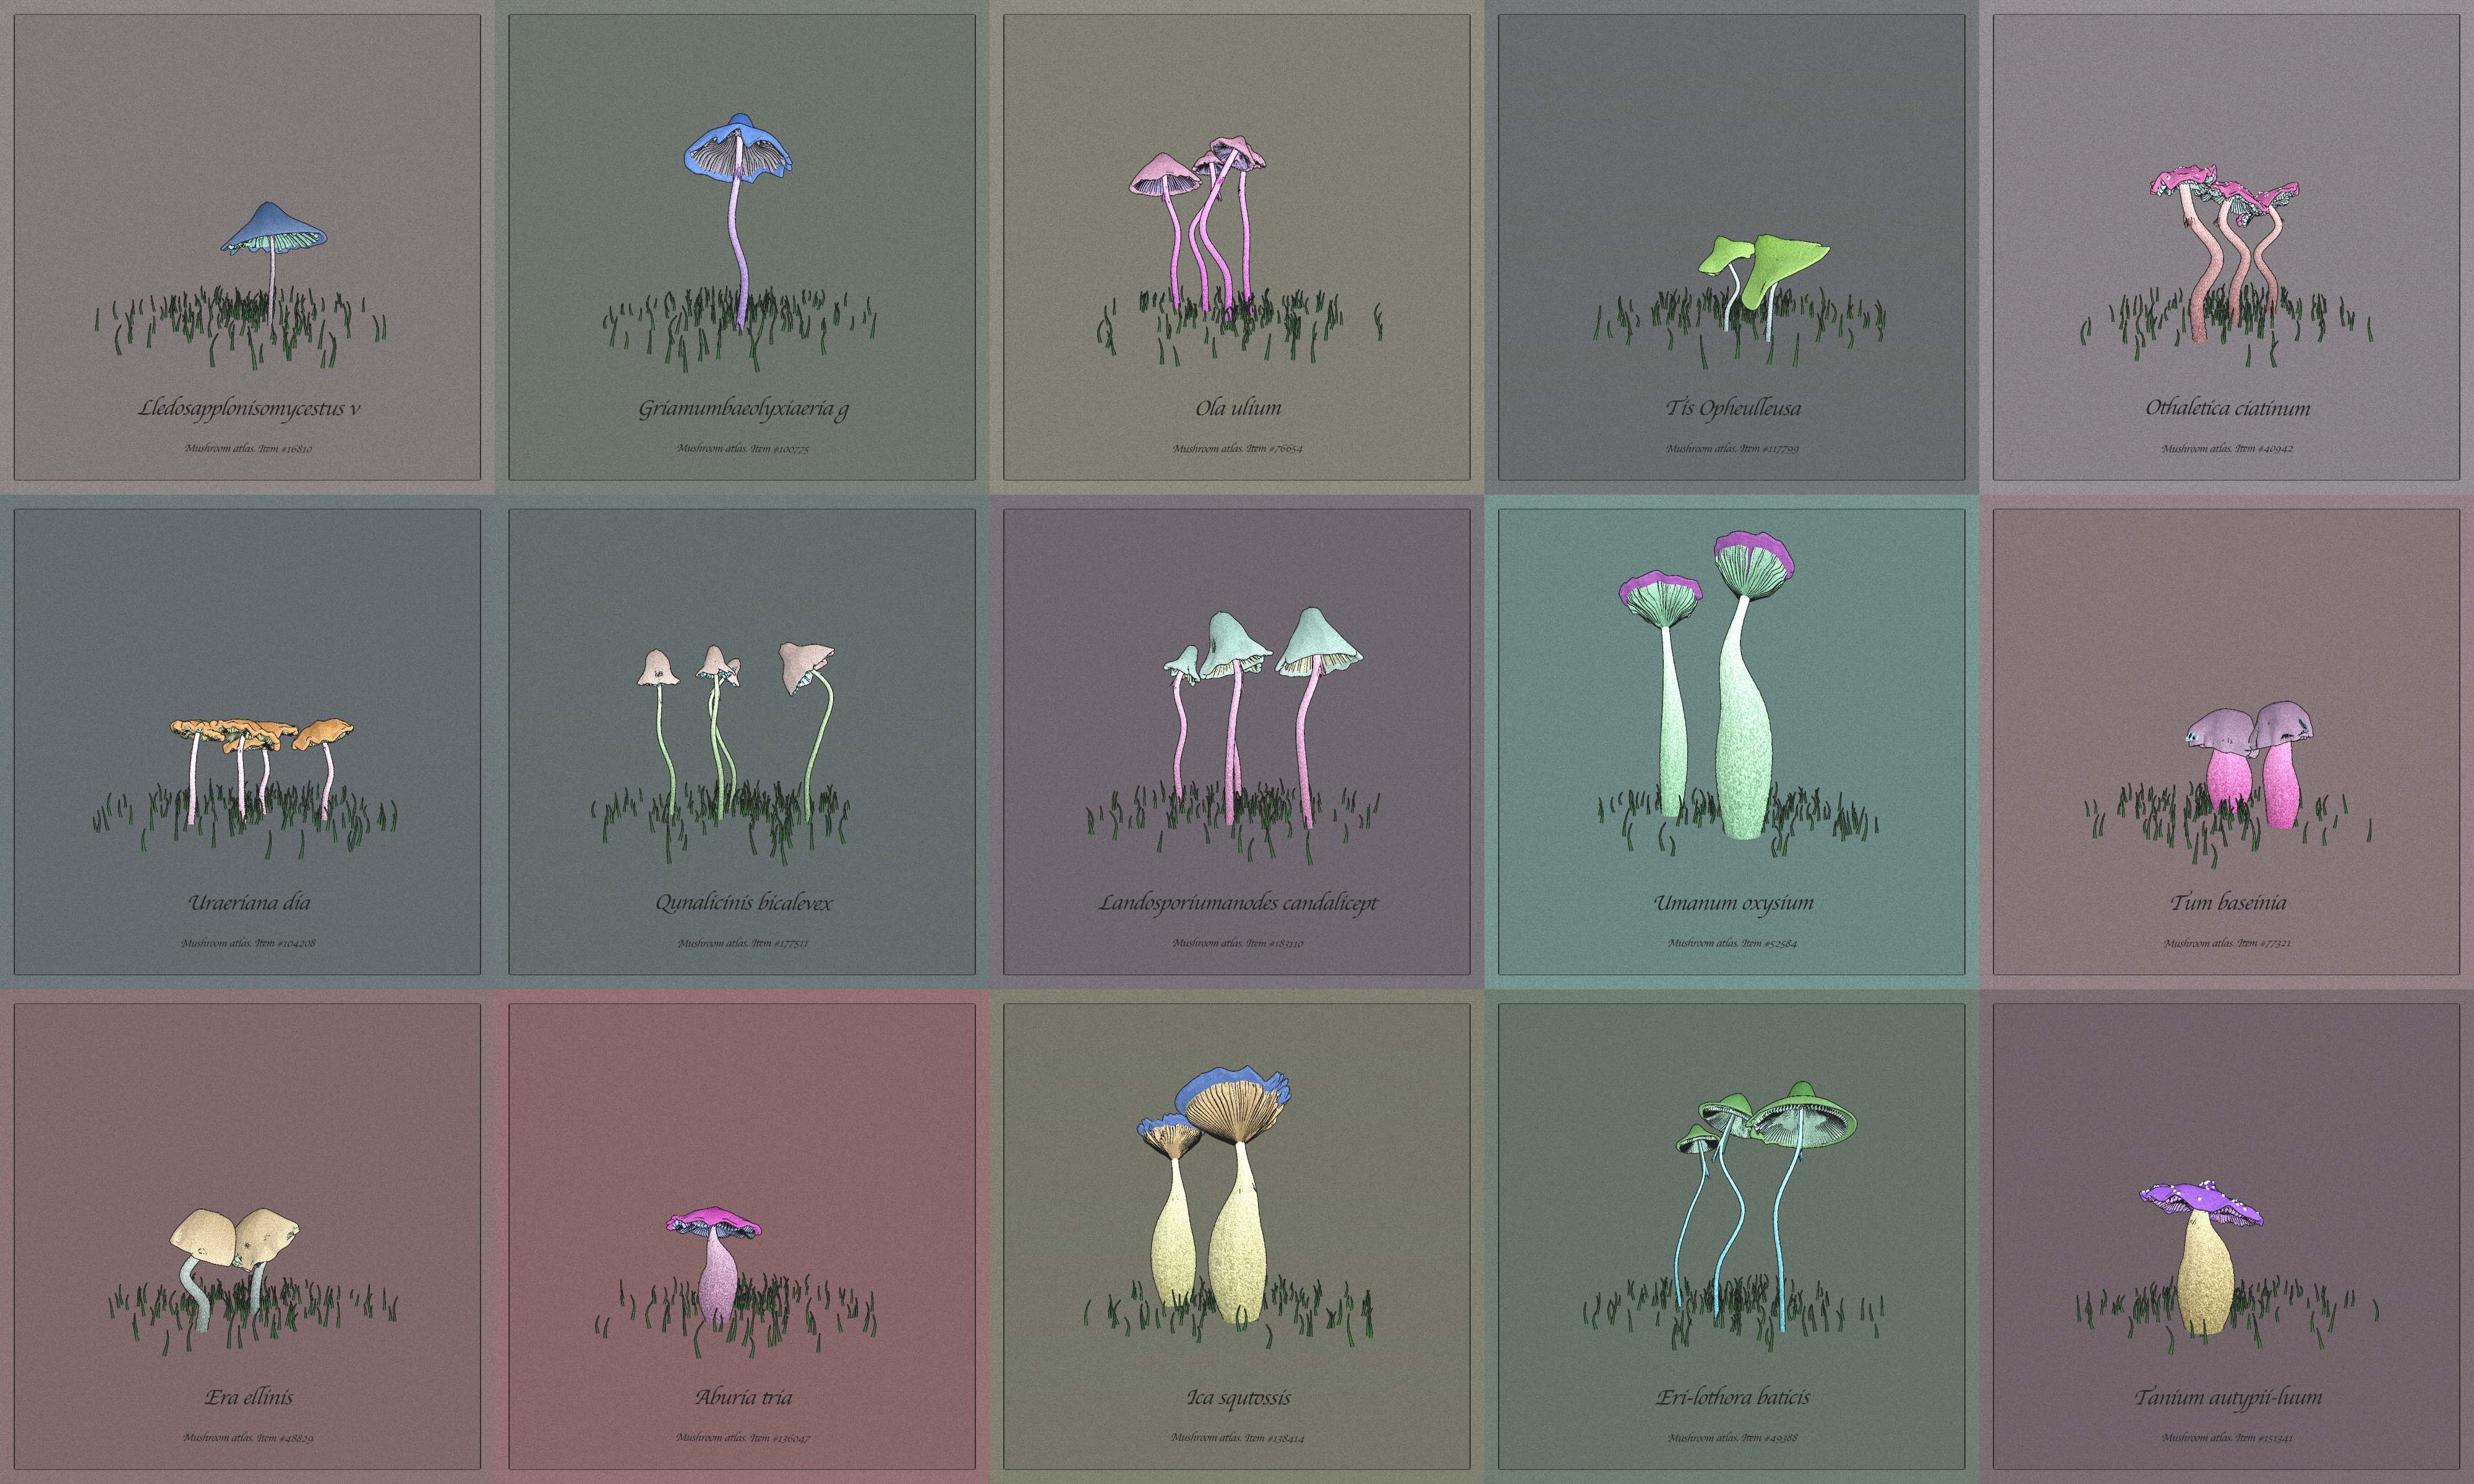 Lledosapplonisomycestus v
Mushroom atlas. Item #16810
Griamumbaeolyxiaeria g
Mushroom atlas. Item #100775
Ola ulium
Mushroom atlas. Item #76654
Tis Opheulleusa
Mushroom atlas. Item #117799
Othaletica ciatinum
Mushroom atlas. Item #40942
Uraeriana dia
Mushroom atlas. Item #104208
Qunalicinis bicalevex
Mushroom atlas. Item #177511
Landosporiumanodes candalicept
Mushroom atlas. Item #183110
Umanum oxysium
Mushroom atlas. Item #52584
Tum baseinia
Mushroom atlas. Item #77321
Era ellinis
Mushroom atlas. Item #48829
Aburia tria
Mushroom atlas. Item #136047
Ica squtossis
Mushroom atlas. Item #138414
Eri-lothora baticis
Mushroom atlas. Item #49388
Tanium autypii-luum
Mushroom atlas. Item #151341